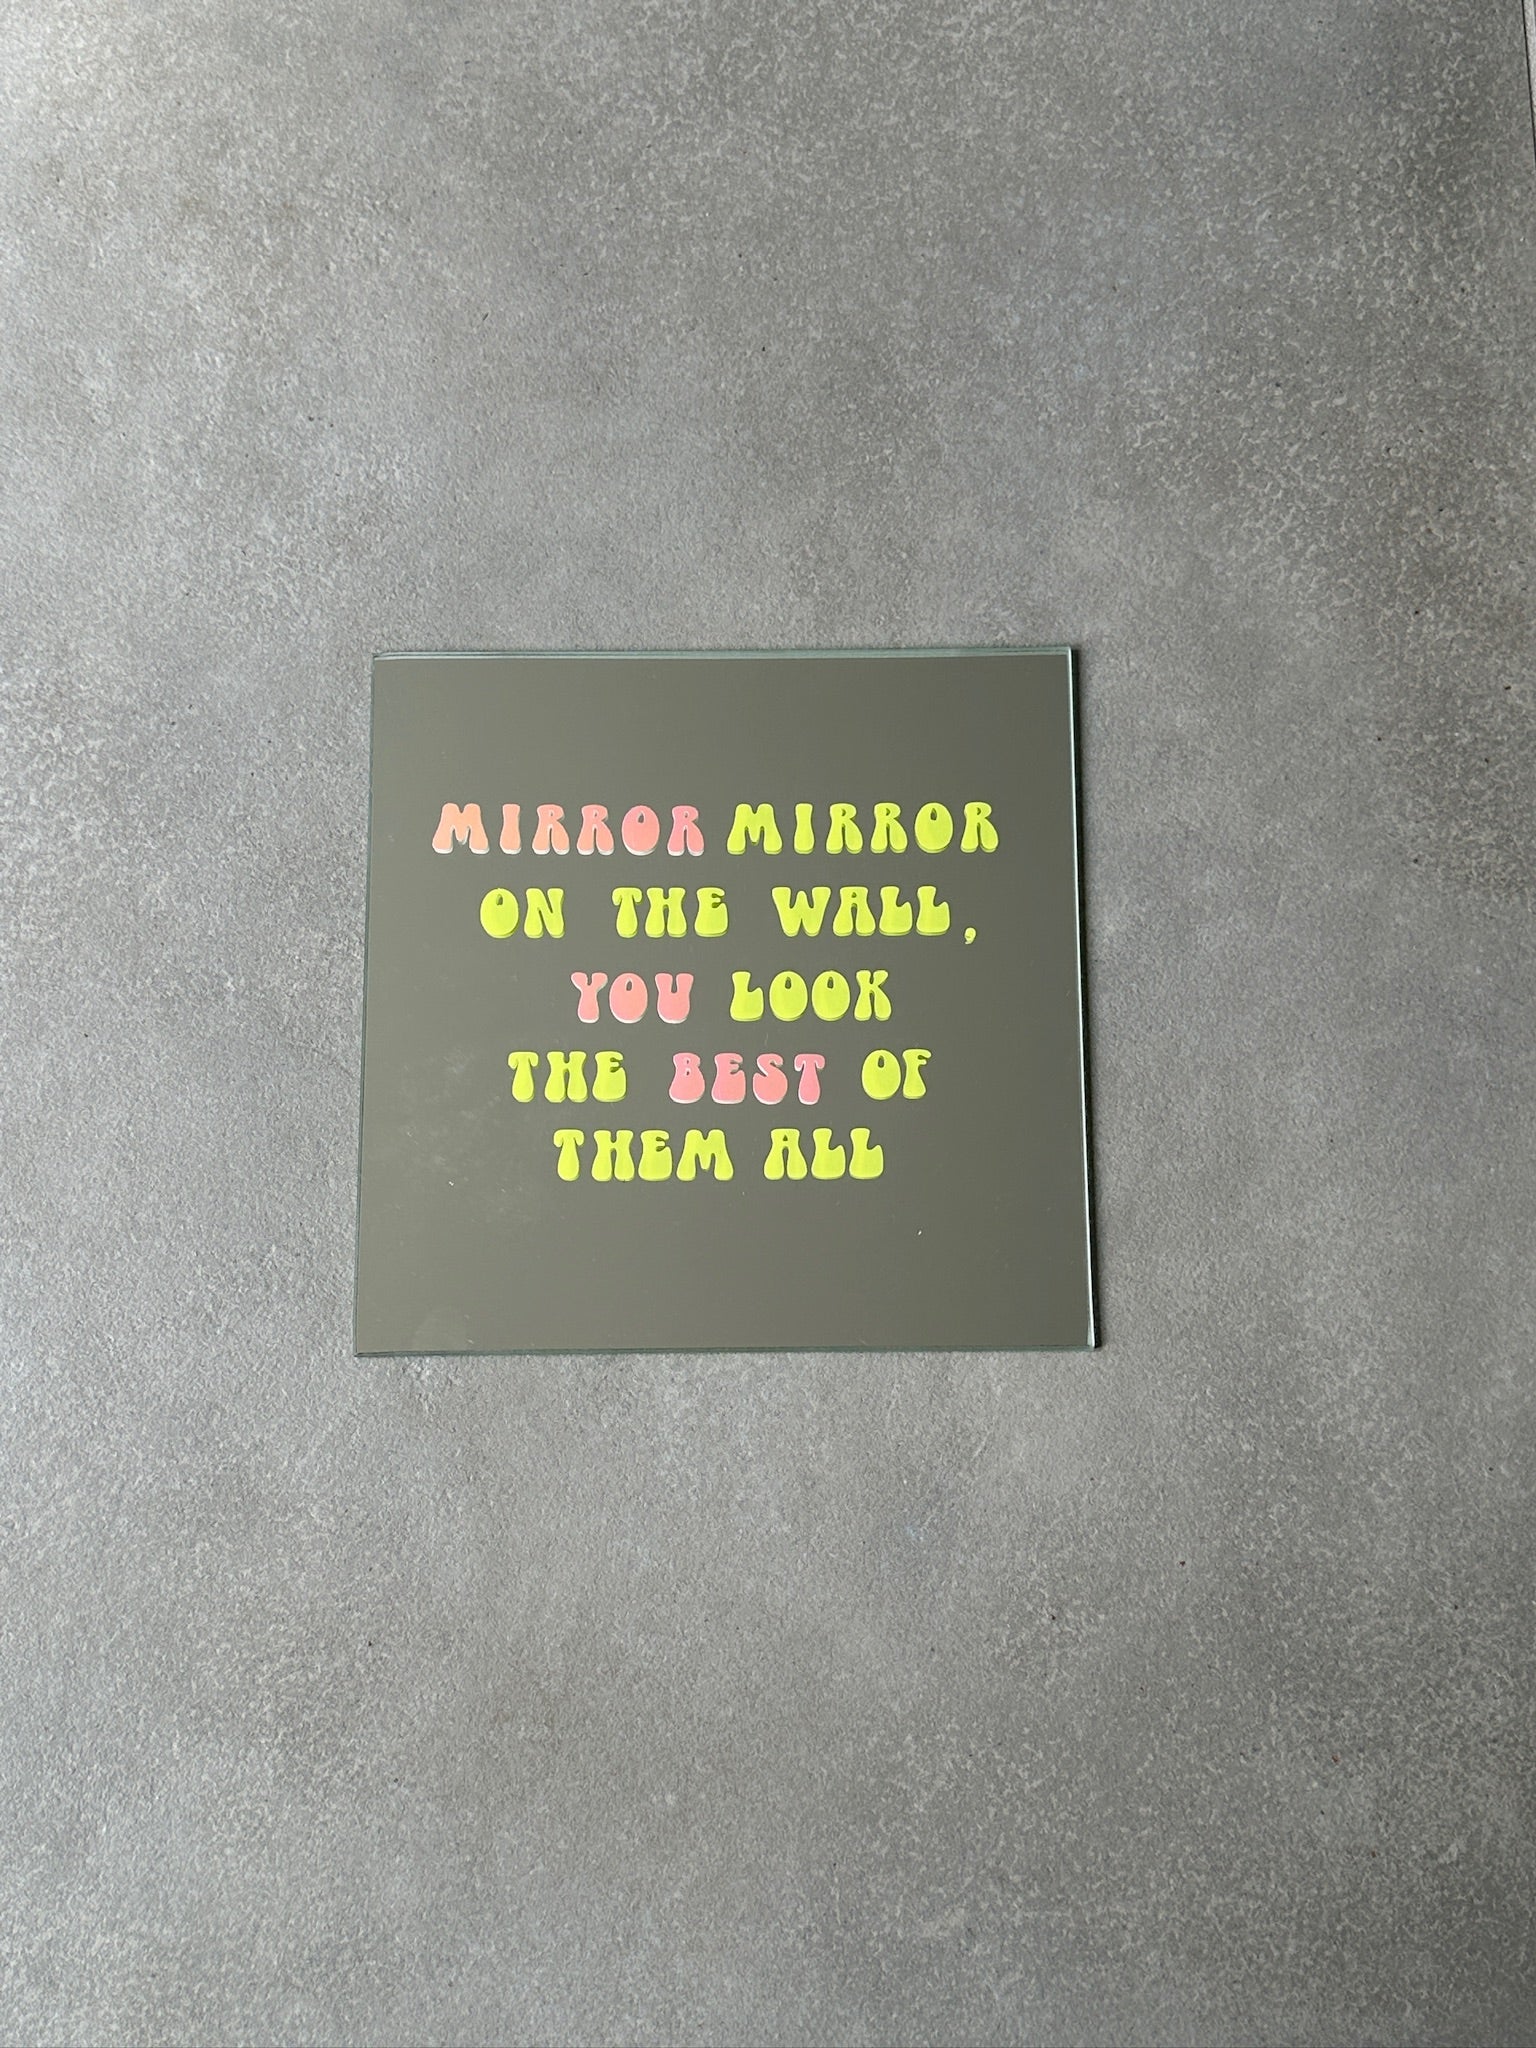 MIRROR MIRROR
ON THE WALL,
YOU LOOK
THE BEST OF
THEM ALL